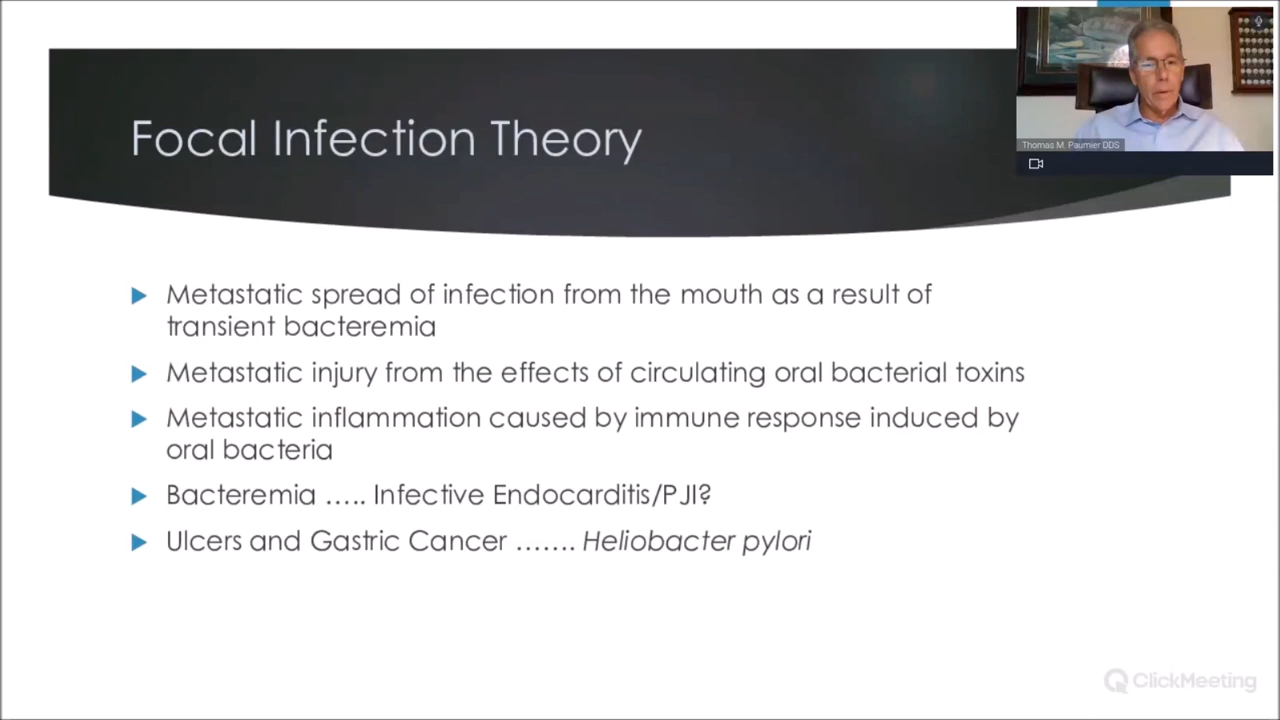 Focal Infection Theory
Thomas M. Paumier DDS
Metastatic spread of infection from the mouth as a result of
transient bacteremia
Metastatic injury from the effects of circulating oral bacterial toxins
Metastatic inflammation caused by immune response induced by
oral bacteria
Bacteremia ..... Infective Endocarditis/PJI?
Ulcers and Gastric Cancer ....... Heliobacter pylori
ClickMeeting